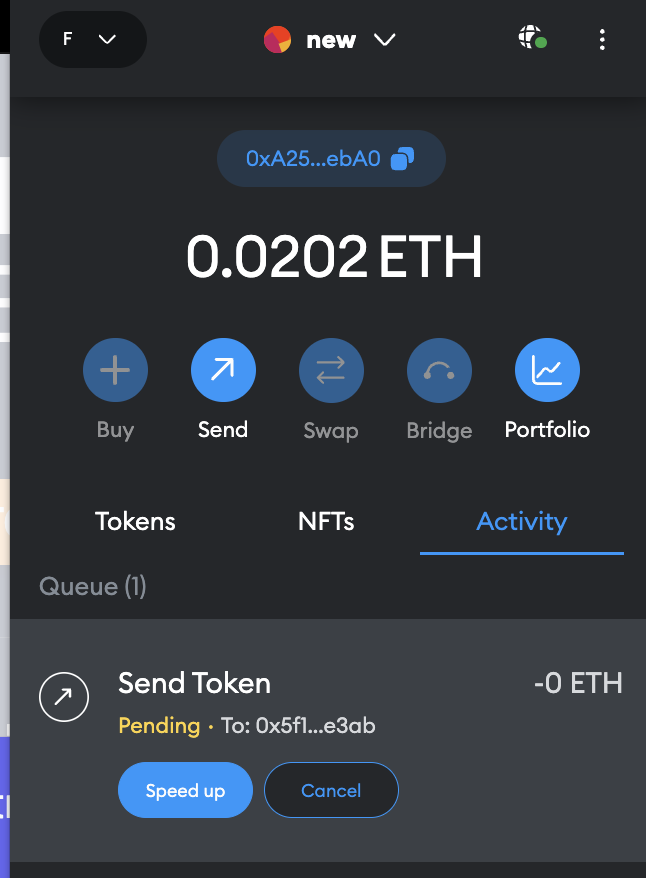 F
new
0xA25...ebA0
0.0202 ETH
Buy
Send
Swap
Bridge
Portfolio
Tokens
NFTs
Activity
Queue (1)
Send Token
-0 ETH
Pending · To: 0x5f1...e3ab
Speed up
Cancel